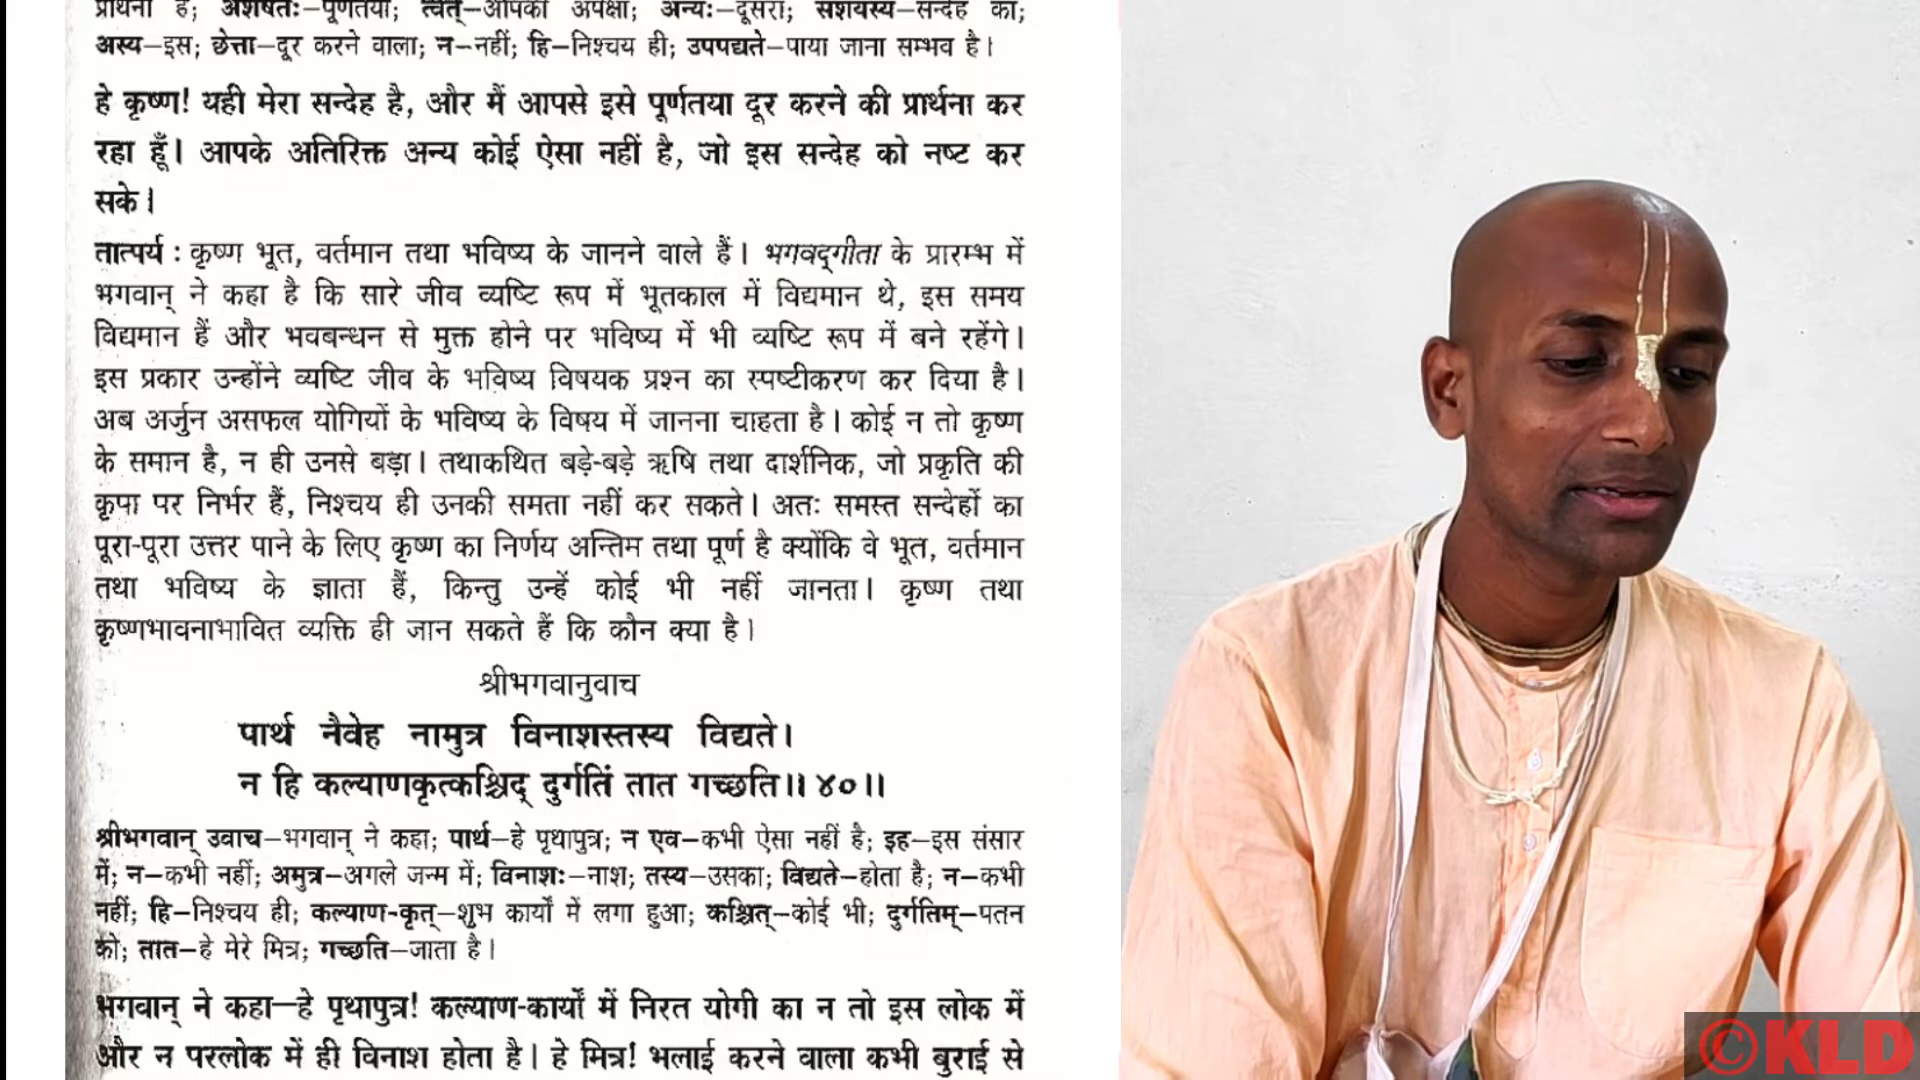 प्रार्थना है; अशेषतः–पूर्णतया; त्वत्–आपकी अपेक्षा; अन्यः–दूसरा; संशयस्य–सन्देह का;
अस्य–इस; छेत्ता–दूर करने वाला; न–नहीं; हि–निश्चय ही; उपपद्यते–पाया जाना सम्भव है।
हे कृष्ण! यही मेरा सन्देह है, और मैं आपसे इसे पूर्णतया दूर करने की प्रार्थना कर
रहा हूँ। आपके अतिरिक्त अन्य कोई ऐसा नहीं है, जो इस सन्देह को नष्ट कर
सके।
तात्पर्य : कृष्ण भूत, वर्तमान तथा भविष्य के जानने वाले हैं। भगवद्‌गीता के प्रारम्भ में
भगवान् ने कहा है कि सारे जीव व्यष्टि रूप में भूतकाल में विद्यमान थे, इस समय
विद्यमान हैं और भवबन्धन से मुक्त होने पर भविष्य में भी व्यष्टि रूप में बने रहेंगे।
इस प्रकार उन्होंने व्यष्टि जीव के भविष्य विषयक प्रश्न का स्पष्टीकरण कर दिया है।
अब अर्जुन असफल योगियों के भविष्य के विषय में जानना चाहता है। कोई न तो कृष्ण
के समान है, न ही उनसे बड़ा। तथाकथित बड़े-बड़े ऋषि तथा दार्शनिक, जो प्रकृति की
कृपा पर निर्भर हैं, निश्चय ही उनकी समता नहीं कर सकते। अतः समस्त सन्देहों का
पूरा-पूरा उत्तर पाने के लिए कृष्ण का निर्णय अन्तिम तथा पूर्ण है क्योंकि वे भूत, वर्तमान
तथा भविष्य के ज्ञाता हैं, किन्तु उन्हें कोई भी नहीं जानता। कृष्ण तथा
कृष्णभावनाभावित व्यक्ति ही जान सकते हैं कि कौन क्या है।
श्रीभगवानुवाच
पार्थ नैवेह नामुत्र विनाशस्तस्य विद्यते।
न हि कल्याणकृत्कश्चिद् दुर्गतिं तात गच्छति॥४०॥
श्रीभगवान् उवाच–भगवान् ने कहा; पार्थ–हे पृथापुत्र; न एव–कभी ऐसा नहीं है; इह–इस संसार
में; न–कभी नहीं; अमुत्र–अगले जन्म में; विनाशः–नाश; तस्य–उसका; विद्यते–होता है; न–कभी
नहीं; हि–निश्चय ही; कल्याण-कृत्–शुभ कार्यों में लगा हुआ; कश्चित्–कोई भी; दुर्गतिम्–पतन
को; तात–हे मेरे मित्र; गच्छति–जाता है।
भगवान् ने कहा—हे पृथापुत्र! कल्याण-कार्यों में निरत योगी का न तो इस लोक में
और न परलोक में ही विनाश होता है। हे मित्र! भलाई करने वाला कभी बुराई से
©KLD